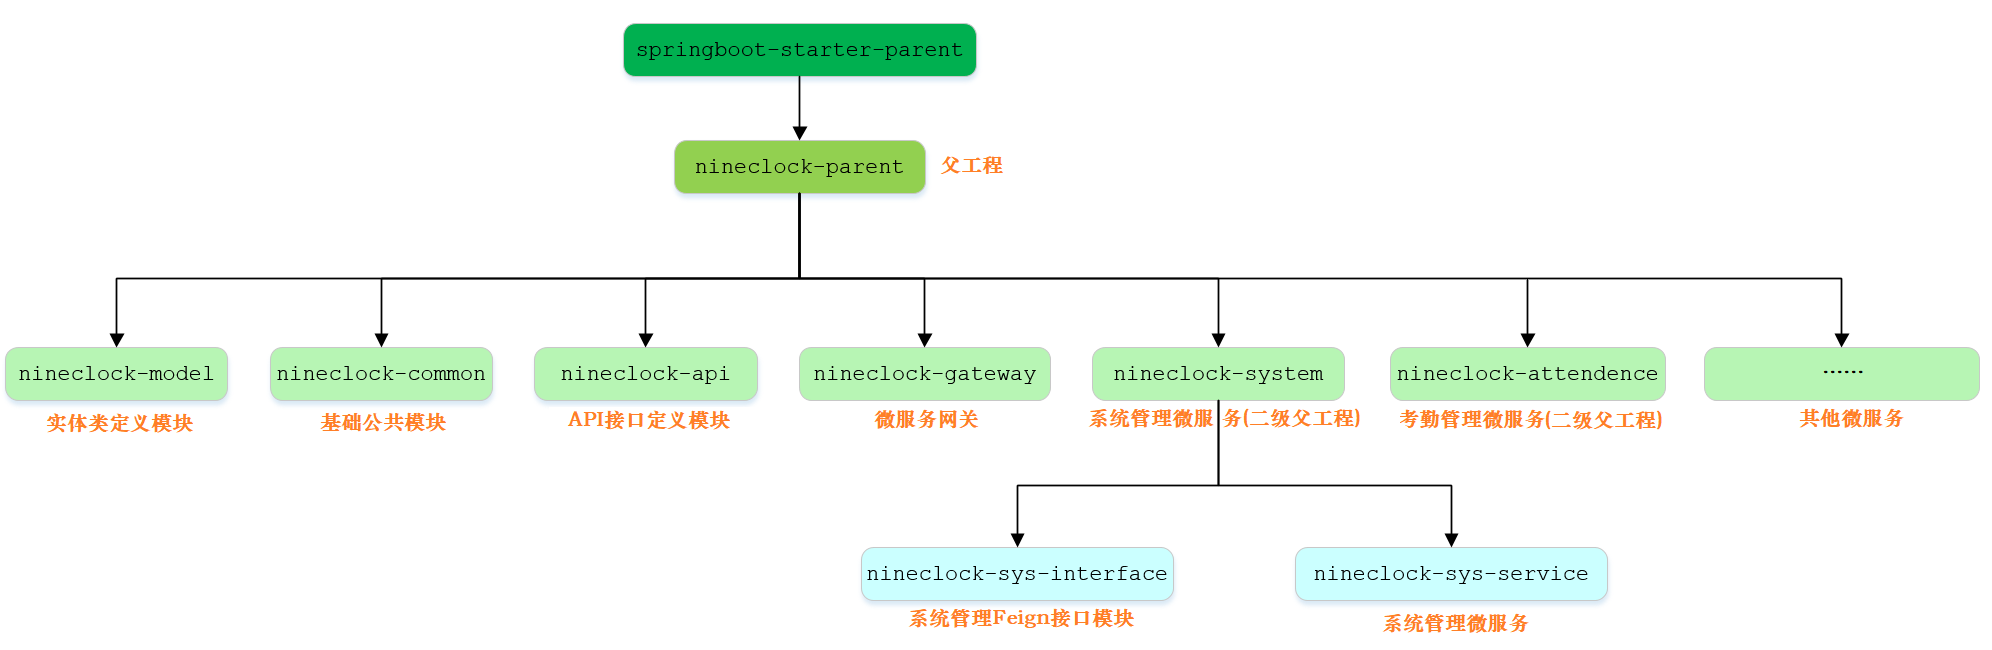 springboot-starter-parent
nineclock-parent
父工程
nineclock-model
nineclock-common
nineclock-api
nineclock-gateway
nineclock-system
nineclock-attendence
······
实体类定义模块
基础公共模块
API接口定义模块
微服务网关
系统管理微服 务(二级父工程)
考勤管理微服务(二级父工程)
其他微服务
nineclock-sys-interface
nineclock-sys-service
系统管理Feign接口模块
系统管理微服务